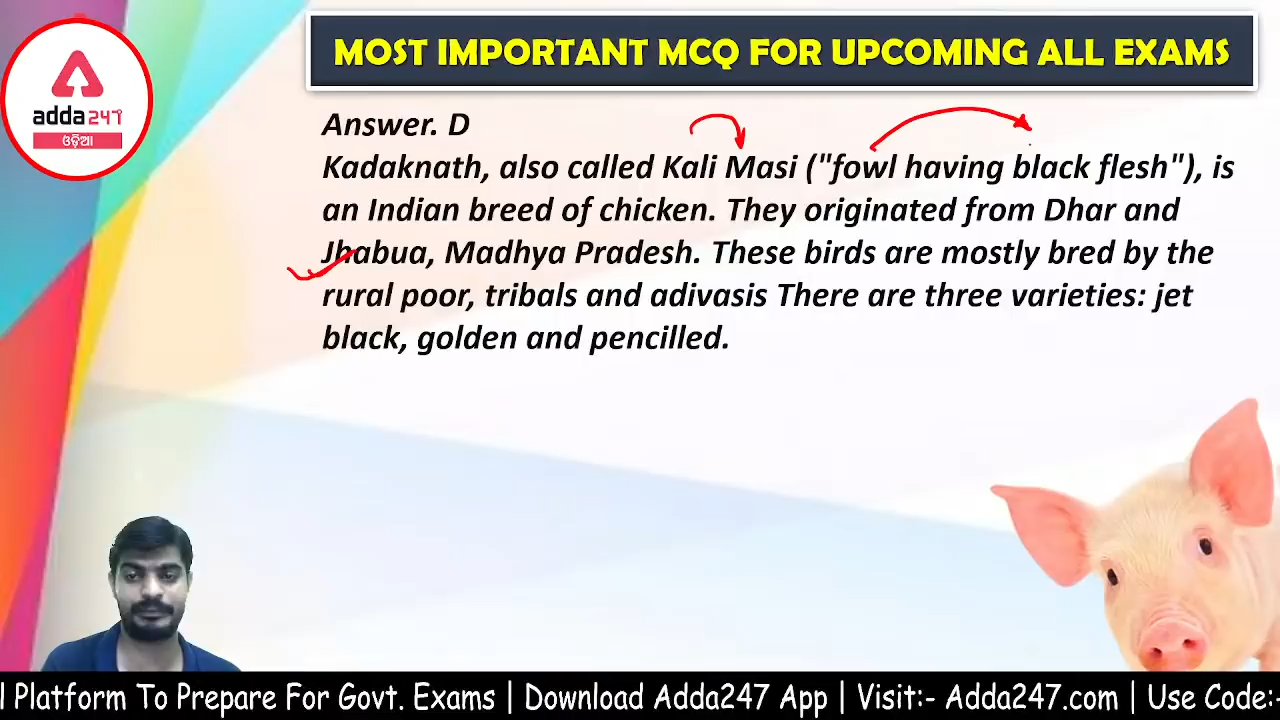 MOST IMPORTANT MCQ FOR UPCOMING ALL EXAMS
adda247
ଓଡ଼ିଆ
Answer. D
Kadaknath, also called Kali Masi ("fowl having black flesh"), is
an Indian breed of chicken. They originated from Dhar and
Jhabua, Madhya Pradesh. These birds are mostly bred by the
rural poor, tribals and adivasis There are three varieties: jet
black, golden and pencilled.
l Platform To Prepare For Govt. Exams | Download Adda247 App | Visit:- Adda247.com | Use Code:-